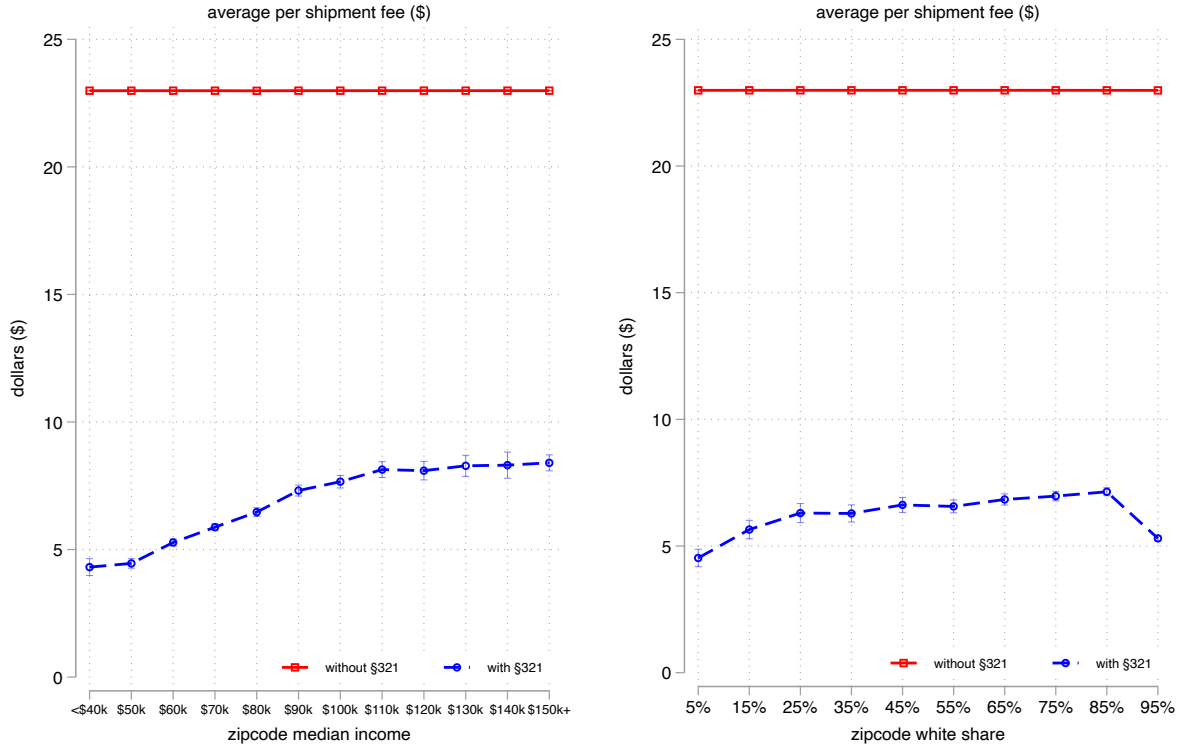 average per shipment fee ($)
25
20
15
10
5
0
dollars ($)
without §321
with §321
<$40k $50k $60k $70k $80k $90k $100k $110k $120k $130k $140k $150k+
zipcode median income
average per shipment fee ($)
25
20
15
10
5
0
dollars ($)
without §321
with §321
5% 15% 25% 35% 45% 55% 65% 75% 85% 95%
zipcode white share